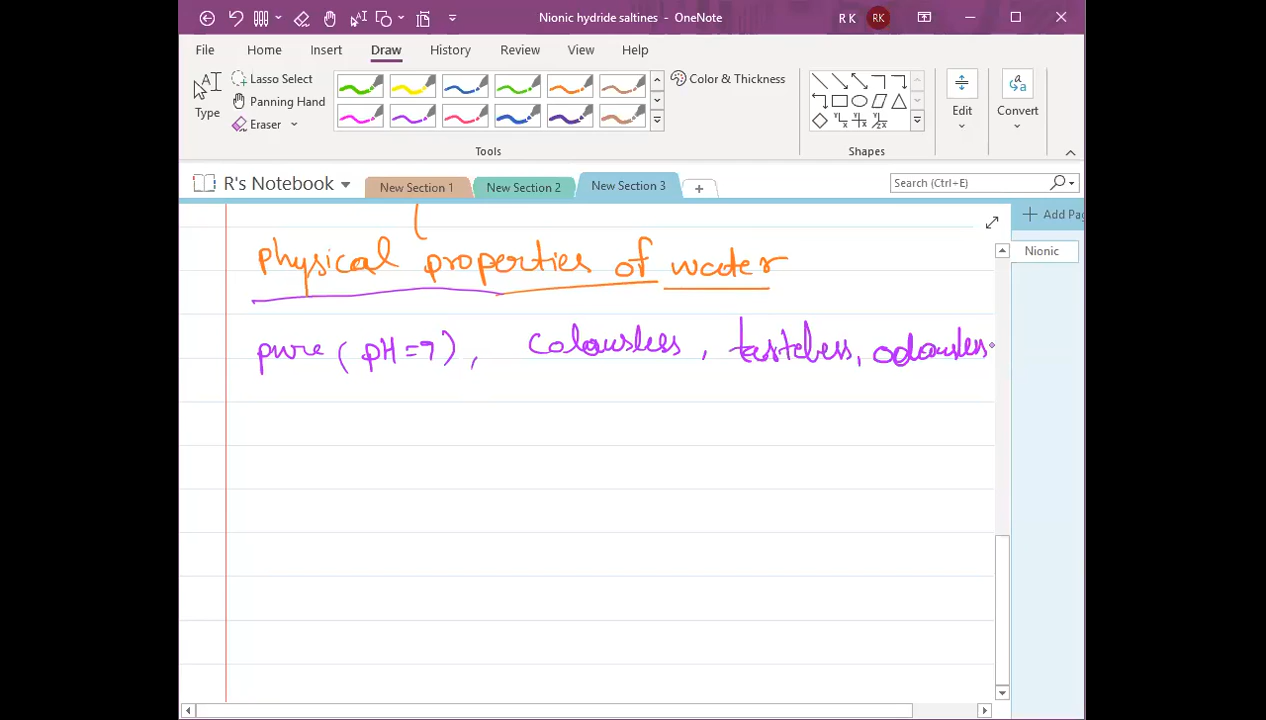 Nionic hydride saltines - OneNote
R K
RK
File Home Insert Draw History Review View Help
Type
Lasso Select
Panning Hand
Eraser
Color & Thickness
Edit
Convert
Tools
Shapes
R's Notebook
New Section 1
New Section 2
New Section 3
Search (Ctrl+E)
Add Pag
Nionic
physical properties of water
pure (pH=7), colourless, tasteless, odourless